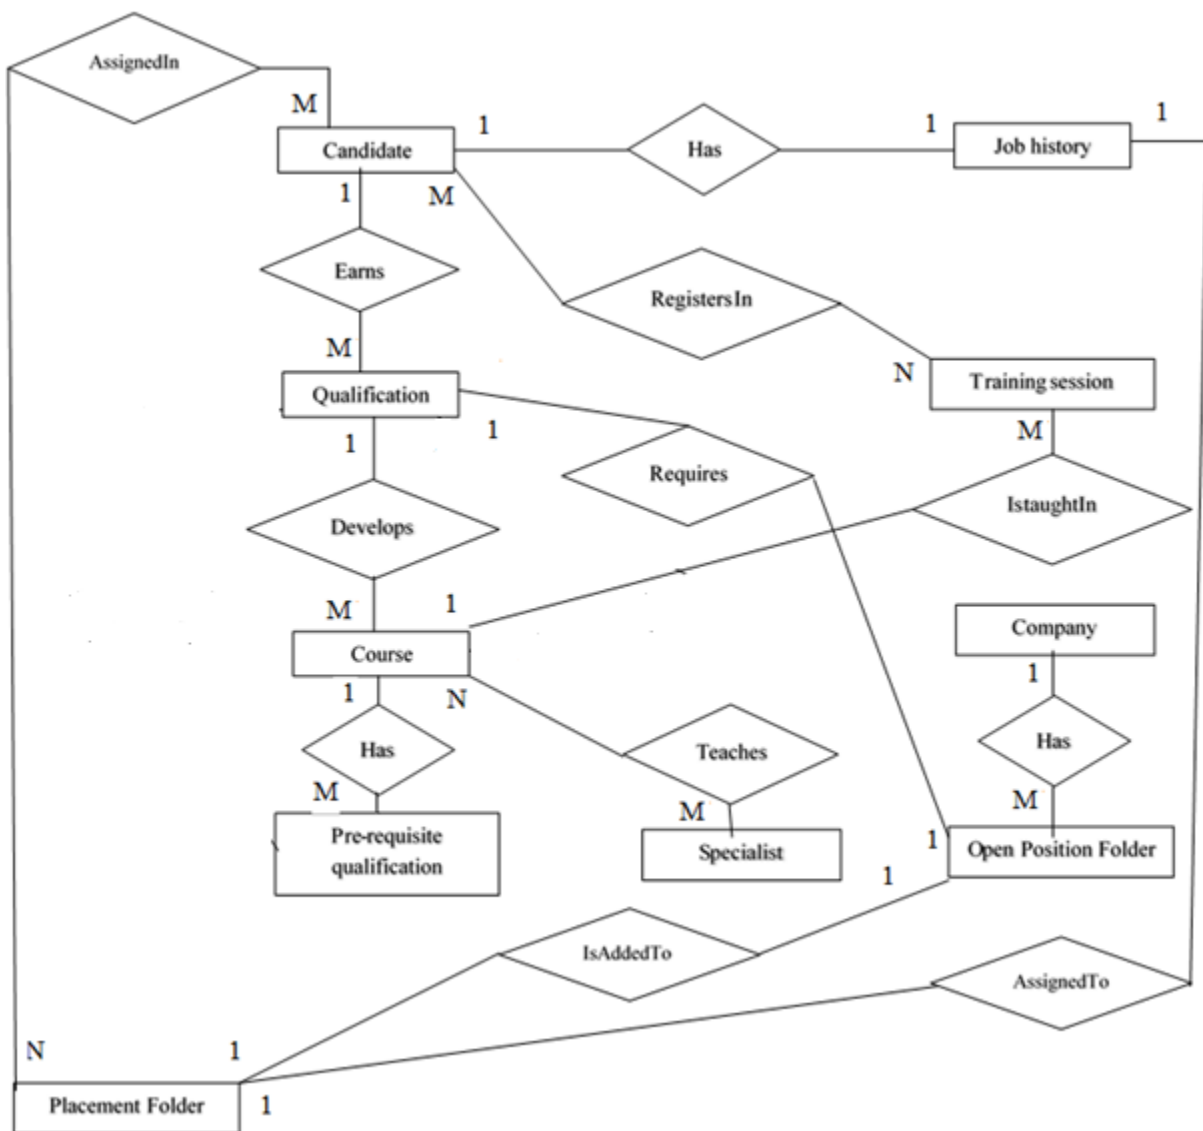 AssignedIn
M
1
1
1
Candidate
Has
Job history
1
M
Earns
RegistersIn
M
N
Qualification
Training session
1
1
M
Requires
IstaughtIn
Develops
M
1
Company
Course
1
1
N
Has
Teaches
Has
M
M
M
Pre-requisite
qualification
Specialist
1
Open Position Folder
1
IsAddedTo
AssignedTo
N
1
Placement Folder
1